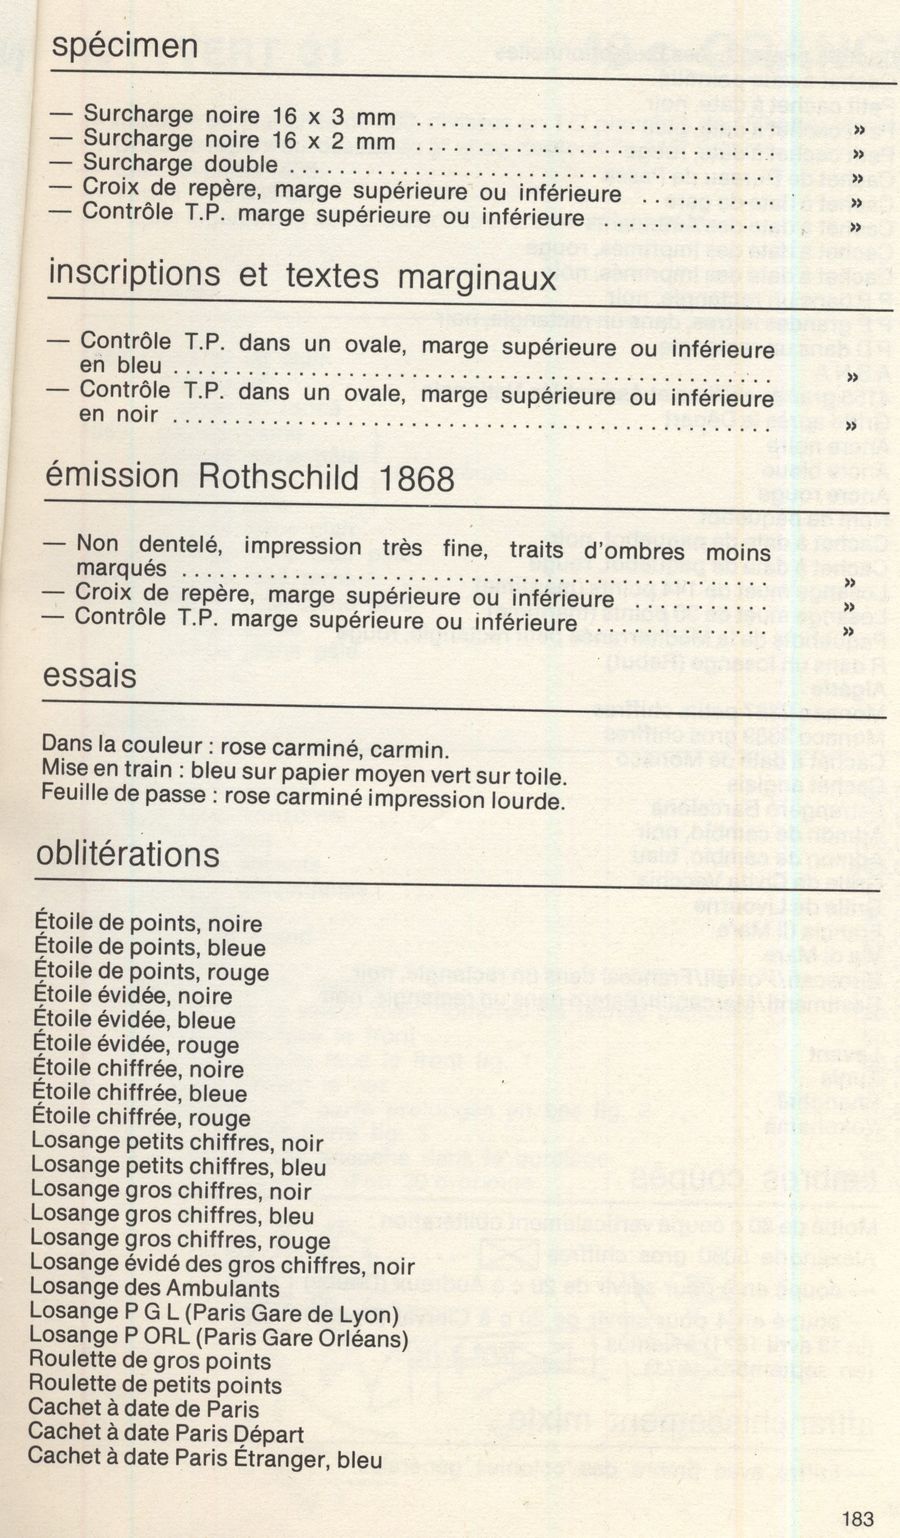 spécimen
— Surcharge noire 16 x 3 mm .......................... »
— Surcharge noire 16 x 2 mm .......................... »
— Surcharge double .......................... »
— Croix de repère, marge supérieure ou inférieure .......... »
— Contrôle T.P. marge supérieure ou inférieure .......... »
inscriptions et textes marginaux
— Contrôle T.P. dans un ovale, marge supérieure ou inférieure
en bleu .......................... »
— Contrôle T.P. dans un ovale, marge supérieure ou inférieure
en noir .......................... »
émission Rothschild 1868
— Non dentelé, impression très fine, traits d'ombres moins
marqués .......................... »
— Croix de repère, marge supérieure ou inférieure .......... »
— Contrôle T.P. marge supérieure ou inférieure .......... »
essais
Dans la couleur : rose carminé, carmin.
Mise en train : bleu sur papier moyen vert sur toile.
Feuille de passe : rose carminé impression lourde.
oblitérations
Étoile de points, noire
Étoile de points, bleue
Étoile de points, rouge
Étoile évidée, noire
Étoile évidée, bleue
Étoile évidée, rouge
Étoile chiffrée, noire
Étoile chiffrée, bleue
Étoile chiffrée, rouge
Losange petits chiffres, noir
Losange petits chiffres, bleu
Losange gros chiffres, noir
Losange gros chiffres, bleu
Losange gros chiffres, rouge
Losange évidé des gros chiffres, noir
Losange des Ambulants
Losange P G L (Paris Gare de Lyon)
Losange P ORL (Paris Gare Orléans)
Roulette de gros points
Roulette de petits points
Cachet à date de Paris
Cachet à date Paris Départ
Cachet à date Paris Étranger, bleu
183